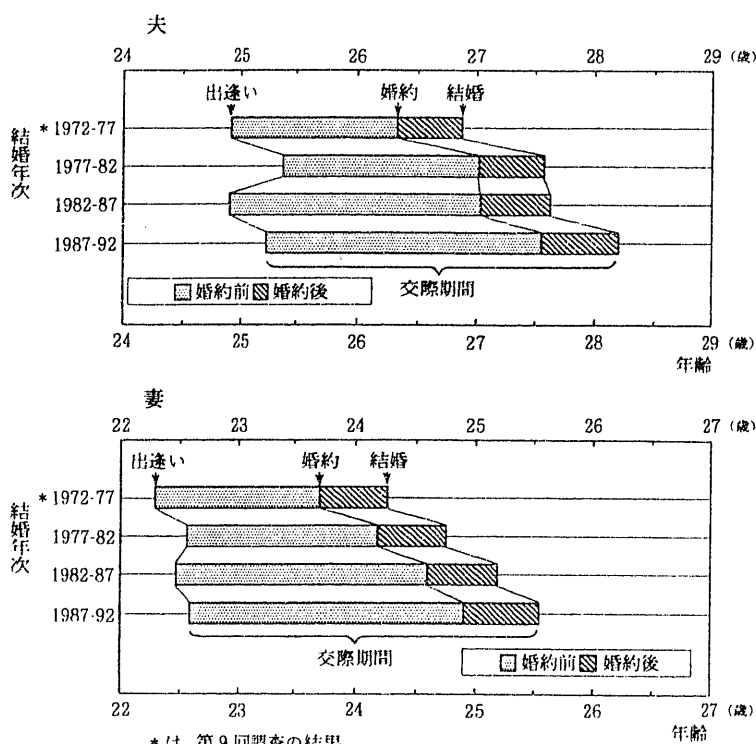 夫
24 25 26 27 28 29 (歳)
出逢い 婚約 結婚
結婚年次
* 1972-77
1977-82
1982-87
1987-92
婚約前 婚約後
交際期間
24 25 26 27 28 29 (歳)
年齢
妻
22 23 24 25 26 27 (歳)
出逢い 婚約 結婚
結婚年次
* 1972-77
1977-82
1982-87
1987-92
交際期間
婚約前 婚約後
22 23 24 25 26 27 (歳)
年齢
*は、第9回調査の結果